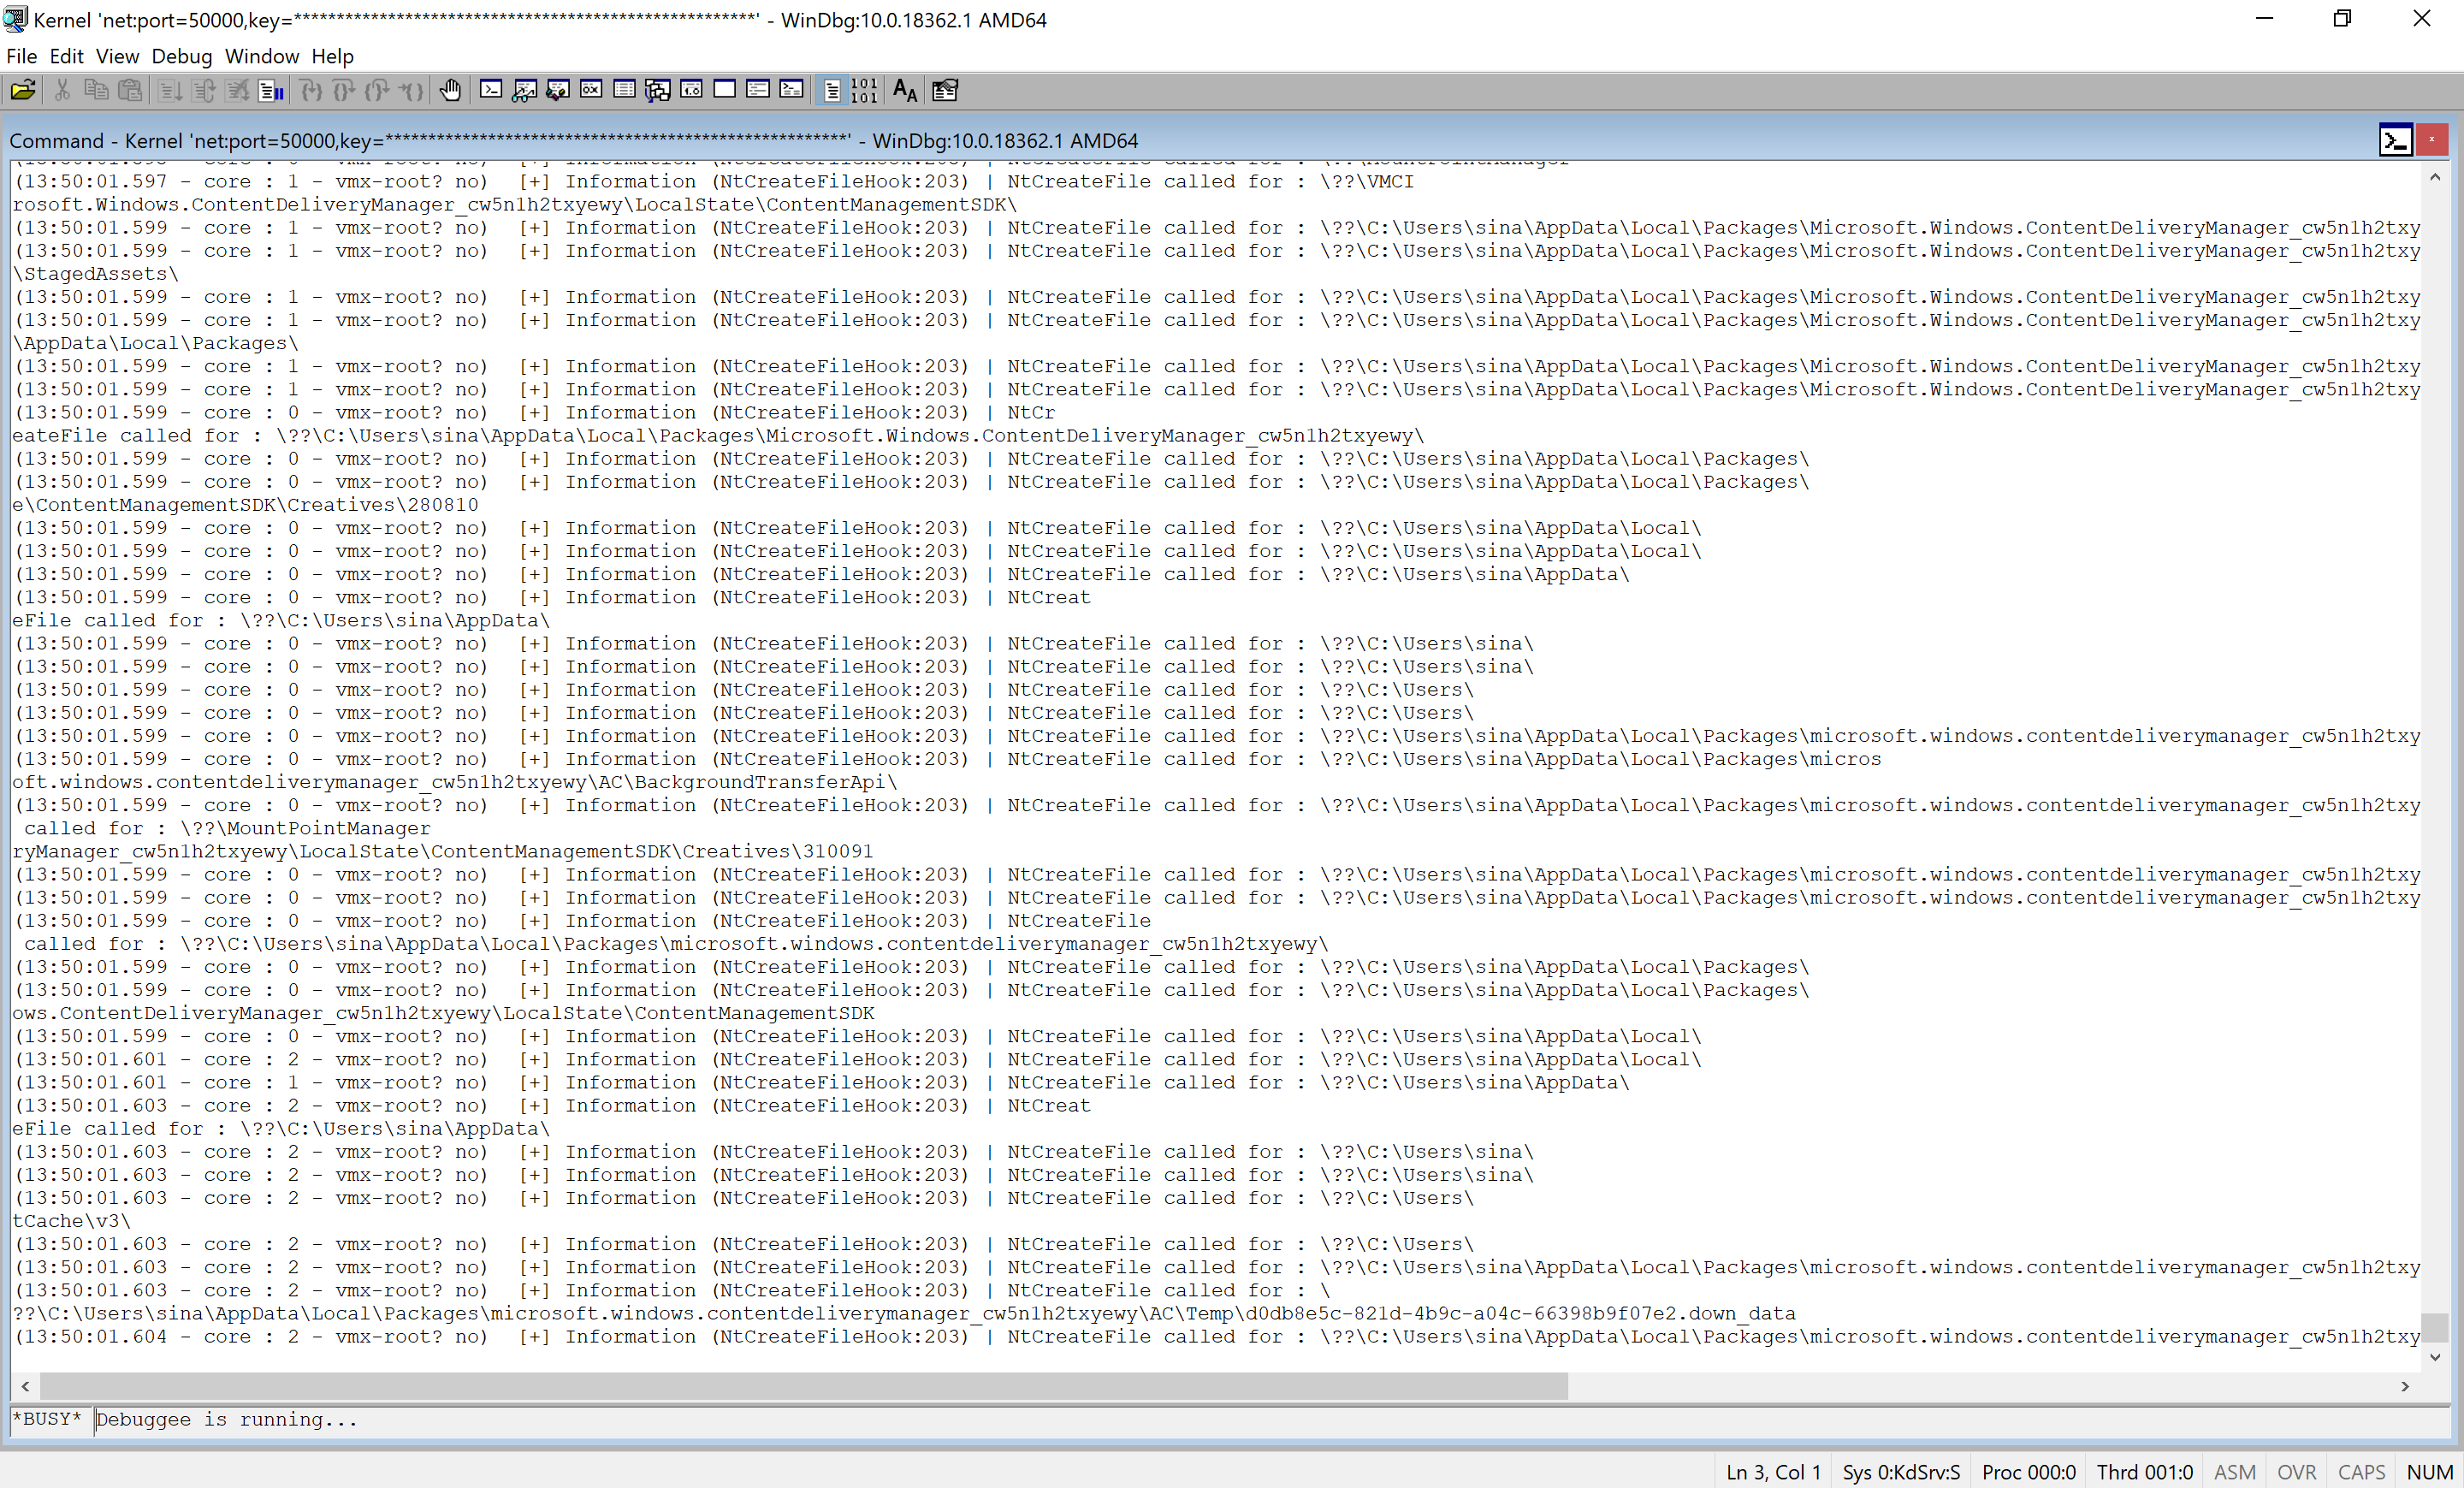 Kernel 'net:port=50000,key=******************************************************' - WinDbg:10.0.18362.1 AMD64
File Edit View Debug Window Help
Command - Kernel 'net:port=50000,key=******************************************************' - WinDbg:10.0.18362.1 AMD64
(13:50:01.597 - core : 1 - vmx-root? no)  [+] Information (NtCreateFileHook:203) | NtCreateFile called for : \??\VMCI
rosoft.Windows.ContentDeliveryManager_cw5n1h2txyewy\LocalState\ContentManagementSDK\
(13:50:01.599 - core : 1 - vmx-root? no)  [+] Information (NtCreateFileHook:203) | NtCreateFile called for : \??\C:\Users\sina\AppData\Local\Packages\Microsoft.Windows.ContentDeliveryManager_cw5n1h2txy
(13:50:01.599 - core : 1 - vmx-root? no)  [+] Information (NtCreateFileHook:203) | NtCreateFile called for : \??\C:\Users\sina\AppData\Local\Packages\Microsoft.Windows.ContentDeliveryManager_cw5n1h2txy
\StagedAssets\
(13:50:01.599 - core : 1 - vmx-root? no)  [+] Information (NtCreateFileHook:203) | NtCreateFile called for : \??\C:\Users\sina\AppData\Local\Packages\Microsoft.Windows.ContentDeliveryManager_cw5n1h2txy
(13:50:01.599 - core : 1 - vmx-root? no)  [+] Information (NtCreateFileHook:203) | NtCreateFile called for : \??\C:\Users\sina\AppData\Local\Packages\Microsoft.Windows.ContentDeliveryManager_cw5n1h2txy
\AppData\Local\Packages\
(13:50:01.599 - core : 1 - vmx-root? no)  [+] Information (NtCreateFileHook:203) | NtCreateFile called for : \??\C:\Users\sina\AppData\Local\Packages\Microsoft.Windows.ContentDeliveryManager_cw5n1h2txy
(13:50:01.599 - core : 1 - vmx-root? no)  [+] Information (NtCreateFileHook:203) | NtCreateFile called for : \??\C:\Users\sina\AppData\Local\Packages\Microsoft.Windows.ContentDeliveryManager_cw5n1h2txy
(13:50:01.599 - core : 0 - vmx-root? no)  [+] Information (NtCreateFileHook:203) | NtCr
eateFile called for : \??\C:\Users\sina\AppData\Local\Packages\Microsoft.Windows.ContentDeliveryManager_cw5n1h2txyewy\
(13:50:01.599 - core : 0 - vmx-root? no)  [+] Information (NtCreateFileHook:203) | NtCreateFile called for : \??\C:\Users\sina\AppData\Local\Packages\
(13:50:01.599 - core : 0 - vmx-root? no)  [+] Information (NtCreateFileHook:203) | NtCreateFile called for : \??\C:\Users\sina\AppData\Local\Packages\
e\ContentManagementSDK\Creatives\280810
(13:50:01.599 - core : 0 - vmx-root? no)  [+] Information (NtCreateFileHook:203) | NtCreateFile called for : \??\C:\Users\sina\AppData\Local\
(13:50:01.599 - core : 0 - vmx-root? no)  [+] Information (NtCreateFileHook:203) | NtCreateFile called for : \??\C:\Users\sina\AppData\Local\
(13:50:01.599 - core : 0 - vmx-root? no)  [+] Information (NtCreateFileHook:203) | NtCreateFile called for : \??\C:\Users\sina\AppData\
(13:50:01.599 - core : 0 - vmx-root? no)  [+] Information (NtCreateFileHook:203) | NtCreat
eFile called for : \??\C:\Users\sina\AppData\
(13:50:01.599 - core : 0 - vmx-root? no)  [+] Information (NtCreateFileHook:203) | NtCreateFile called for : \??\C:\Users\sina\
(13:50:01.599 - core : 0 - vmx-root? no)  [+] Information (NtCreateFileHook:203) | NtCreateFile called for : \??\C:\Users\sina\
(13:50:01.599 - core : 0 - vmx-root? no)  [+] Information (NtCreateFileHook:203) | NtCreateFile called for : \??\C:\Users\
(13:50:01.599 - core : 0 - vmx-root? no)  [+] Information (NtCreateFileHook:203) | NtCreateFile called for : \??\C:\Users\
(13:50:01.599 - core : 0 - vmx-root? no)  [+] Information (NtCreateFileHook:203) | NtCreateFile called for : \??\C:\Users\sina\AppData\Local\Packages\microsoft.windows.contentdeliverymanager_cw5n1h2txy
(13:50:01.599 - core : 0 - vmx-root? no)  [+] Information (NtCreateFileHook:203) | NtCreateFile called for : \??\C:\Users\sina\AppData\Local\Packages\micros
oft.windows.contentdeliverymanager_cw5n1h2txyewy\AC\BackgroundTransferApi\
(13:50:01.599 - core : 0 - vmx-root? no)  [+] Information (NtCreateFileHook:203) | NtCreateFile called for : \??\C:\Users\sina\AppData\Local\Packages\microsoft.windows.contentdeliverymanager_cw5n1h2txy
 called for : \??\MountPointManager
ryManager_cw5n1h2txyewy\LocalState\ContentManagementSDK\Creatives\310091
(13:50:01.599 - core : 0 - vmx-root? no)  [+] Information (NtCreateFileHook:203) | NtCreateFile called for : \??\C:\Users\sina\AppData\Local\Packages\microsoft.windows.contentdeliverymanager_cw5n1h2txy
(13:50:01.599 - core : 0 - vmx-root? no)  [+] Information (NtCreateFileHook:203) | NtCreateFile called for : \??\C:\Users\sina\AppData\Local\Packages\microsoft.windows.contentdeliverymanager_cw5n1h2txy
(13:50:01.599 - core : 0 - vmx-root? no)  [+] Information (NtCreateFileHook:203) | NtCreateFile
 called for : \??\C:\Users\sina\AppData\Local\Packages\microsoft.windows.contentdeliverymanager_cw5n1h2txyewy\
(13:50:01.599 - core : 0 - vmx-root? no)  [+] Information (NtCreateFileHook:203) | NtCreateFile called for : \??\C:\Users\sina\AppData\Local\Packages\
(13:50:01.599 - core : 0 - vmx-root? no)  [+] Information (NtCreateFileHook:203) | NtCreateFile called for : \??\C:\Users\sina\AppData\Local\Packages\
ows.ContentDeliveryManager_cw5n1h2txyewy\LocalState\ContentManagementSDK
(13:50:01.599 - core : 0 - vmx-root? no)  [+] Information (NtCreateFileHook:203) | NtCreateFile called for : \??\C:\Users\sina\AppData\Local\
(13:50:01.601 - core : 2 - vmx-root? no)  [+] Information (NtCreateFileHook:203) | NtCreateFile called for : \??\C:\Users\sina\AppData\Local\
(13:50:01.601 - core : 1 - vmx-root? no)  [+] Information (NtCreateFileHook:203) | NtCreateFile called for : \??\C:\Users\sina\AppData\
(13:50:01.603 - core : 2 - vmx-root? no)  [+] Information (NtCreateFileHook:203) | NtCreat
eFile called for : \??\C:\Users\sina\AppData\
(13:50:01.603 - core : 2 - vmx-root? no)  [+] Information (NtCreateFileHook:203) | NtCreateFile called for : \??\C:\Users\sina\
(13:50:01.603 - core : 2 - vmx-root? no)  [+] Information (NtCreateFileHook:203) | NtCreateFile called for : \??\C:\Users\sina\
(13:50:01.603 - core : 2 - vmx-root? no)  [+] Information (NtCreateFileHook:203) | NtCreateFile called for : \??\C:\Users\
tCache\v3\
(13:50:01.603 - core : 2 - vmx-root? no)  [+] Information (NtCreateFileHook:203) | NtCreateFile called for : \??\C:\Users\
(13:50:01.603 - core : 2 - vmx-root? no)  [+] Information (NtCreateFileHook:203) | NtCreateFile called for : \??\C:\Users\sina\AppData\Local\Packages\microsoft.windows.contentdeliverymanager_cw5n1h2txy
(13:50:01.603 - core : 2 - vmx-root? no)  [+] Information (NtCreateFileHook:203) | NtCreateFile called for : \
??\C:\Users\sina\AppData\Local\Packages\microsoft.windows.contentdeliverymanager_cw5n1h2txyewy\AC\Temp\d0db8e5c-821d-4b9c-a04c-66398b9f07e2.down_data
(13:50:01.604 - core : 2 - vmx-root? no)  [+] Information (NtCreateFileHook:203) | NtCreateFile called for : \??\C:\Users\sina\AppData\Local\Packages\microsoft.windows.contentdeliverymanager_cw5n1h2txy
*BUSY* Debuggee is running...
Ln 3, Col 1 Sys 0:KdSrv:S Proc 000:0 Thrd 001:0 ASM OVR CAPS NUM